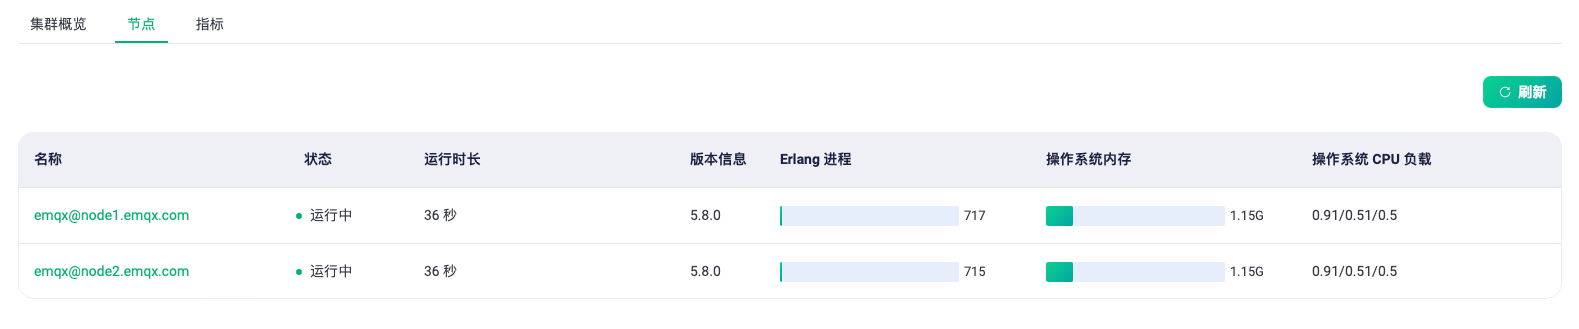 集群概览 节点 指标
刷新
名称 状态 运行时长 版本信息 Erlang 进程 操作系统内存 操作系统 CPU 负载
emqx@node1.emqx.com 运行中 36 秒 5.8.0 717 1.15G 0.91/0.51/0.5
emqx@node2.emqx.com 运行中 36 秒 5.8.0 715 1.15G 0.91/0.51/0.5